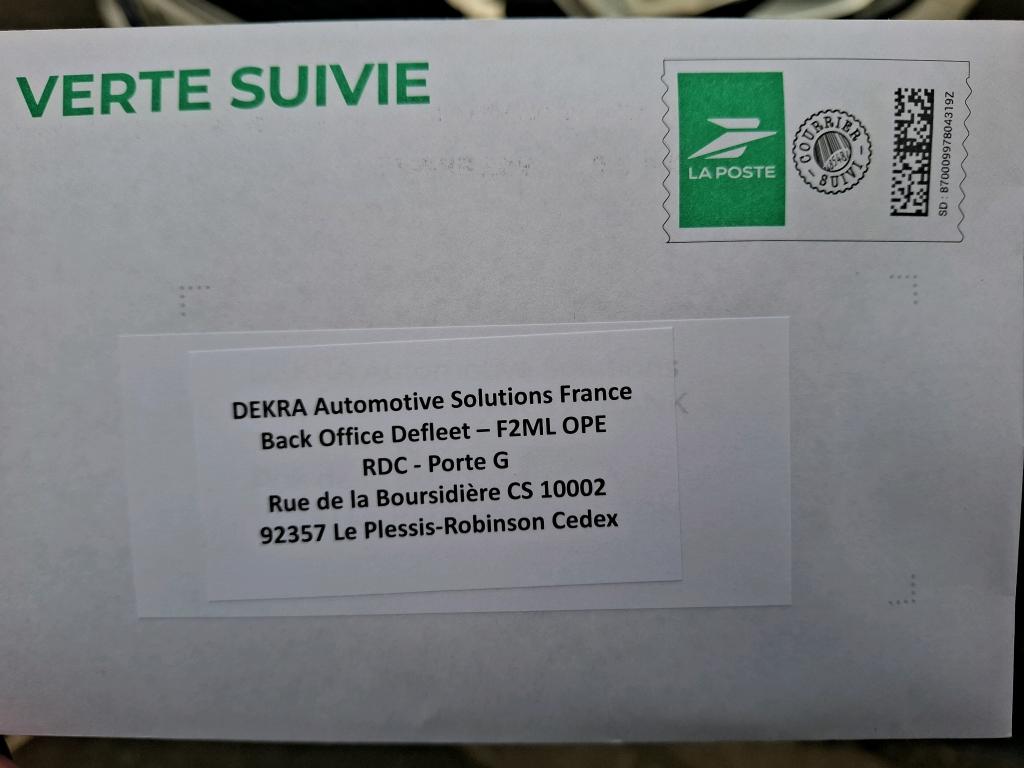 VERTE SUIVIE
LA POSTE
COURRIER
SUIVI
SD : 87000997804319Z
DEKRA Automotive Solutions France
Back Office Defleet – F2ML OPE
RDC - Porte G
Rue de la Boursidière CS 10002
92357 Le Plessis-Robinson Cedex